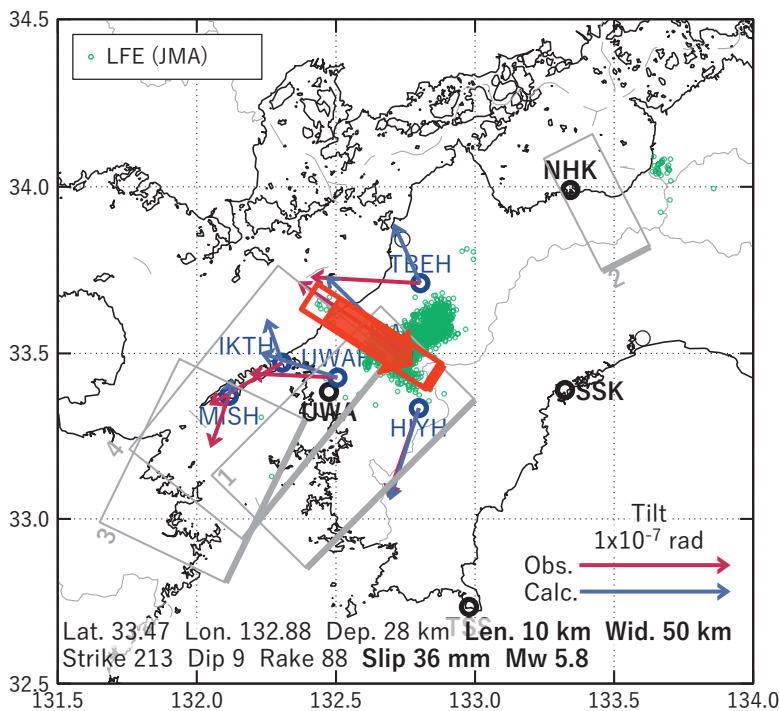 34.5
LFE (JMA)
34.0
NHK
2
TBEH
33.5
IKTH
UWAH
MISH
UWA
SSK
HIYH
4
1
3
33.0
Tilt
1x10⁻⁷ rad
Obs.
Calc.
TSS
Lat. 33.47 Lon. 132.88 Dep. 28 km Len. 10 km Wid. 50 km
Strike 213 Dip 9 Rake 88 Slip 36 mm Mw 5.8
32.5
131.5 132.0 132.5 133.0 133.5 134.0